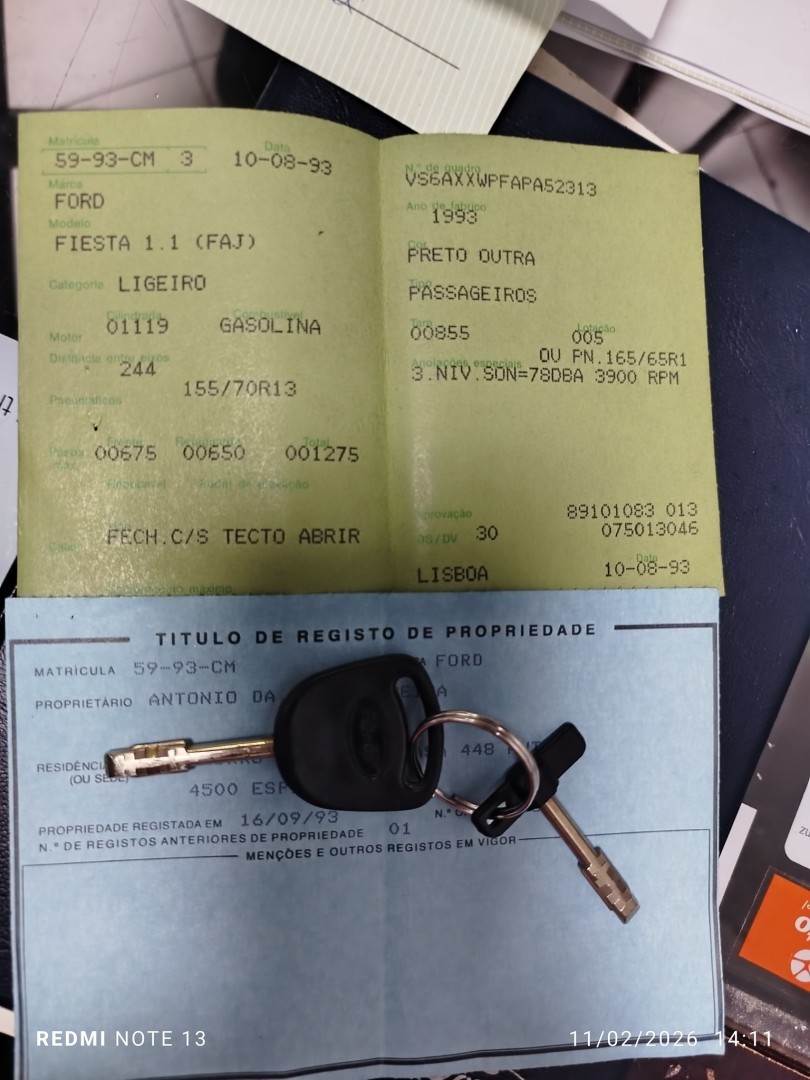 Matrícula Data
59-93-CM 3 10-08-93
Marca
FORD
Modelo
FIESTA 1.1 (FAJ)
Categoria LIGEIRO
Cilindrada Combustível
Motor 01119 GASOLINA
Distância entre eixos
244
Pneumáticos 155/70R13
Frente Total
00675 00650 001275
FECH.C/S TECTO ABRIR
N.º de quadro
VS6AXXWPFAPA52313
Ano de fabrico
1993
Cor
PRETO OUTRA
Tipo
PASSAGEIROS
Tara Lotação
00855 005
Anotações especiais OU PN.165/65R1
3.NIV.SON=78DBA 3900 RPM
Aprovação 89101083 013
OS/DV 30 075013046
Data
LISBOA 10-08-93
TITULO DE REGISTO DE PROPRIEDADE
MATRÍCULA 59-93-CM FORD
PROPRIETÁRIO ANTONIO DA
RESIDÊNCIA 448
(OU SEDE)
4500 ESP
PROPRIEDADE REGISTADA EM 16/09/93
N.º DE REGISTOS ANTERIORES DE PROPRIEDADE 01
MENÇÕES E OUTROS REGISTOS EM VIGOR
REDMI NOTE 13
11/02/2026 14:11